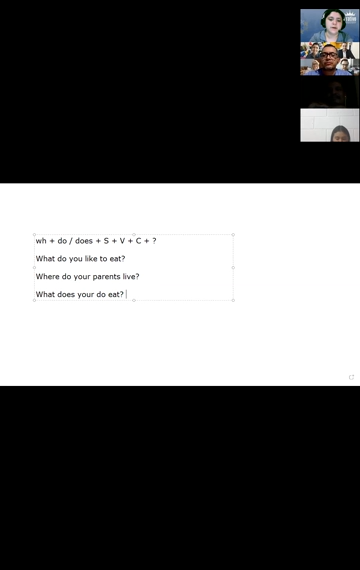 wh + do / does + S + V + C + ?
What do you like to eat?
Where do your parents live?
What does your do eat?
17